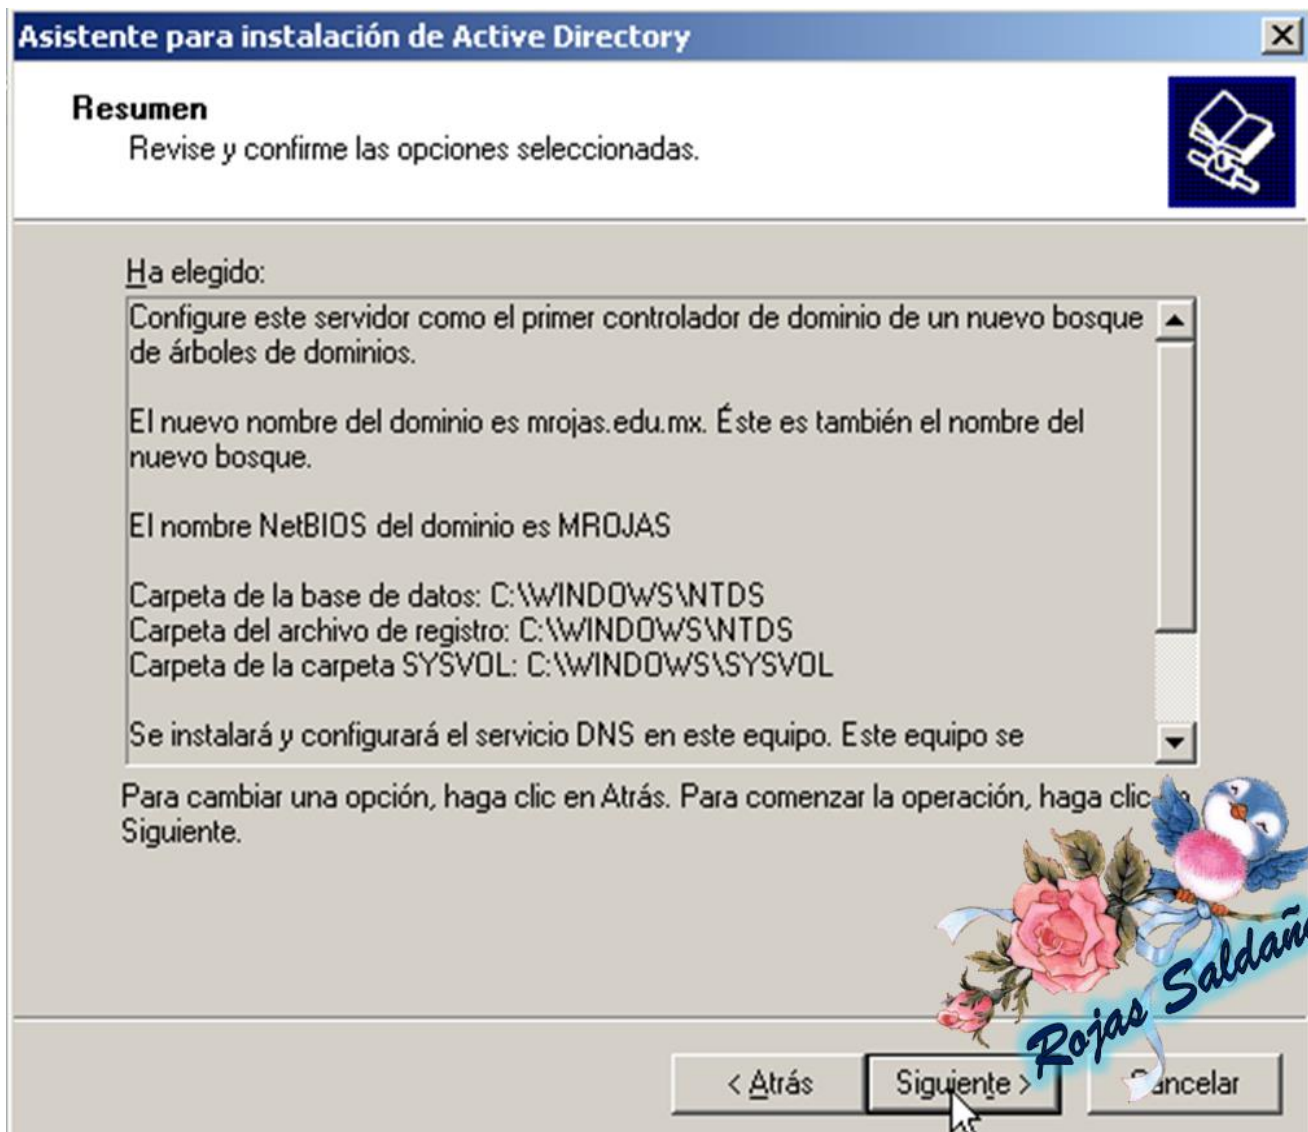 Asistente para instalación de Active Directory
Resumen
Revise y confirme las opciones seleccionadas.
Ha elegido:
Configure este servidor como el primer controlador de dominio de un nuevo bosque
de árboles de dominios.
El nuevo nombre del dominio es mrojas.edu.mx. Éste es también el nombre del
nuevo bosque.
El nombre NetBIOS del dominio es MROJAS
Carpeta de la base de datos: C:\WINDOWS\NTDS
Carpeta del archivo de registro: C:\WINDOWS\NTDS
Carpeta de la carpeta SYSVOL: C:\WINDOWS\SYSVOL
Se instalará y configurará el servicio DNS en este equipo. Este equipo se
Para cambiar una opción, haga clic en Atrás. Para comenzar la operación, haga clic
Siguiente.
Rojas
< Atrás
Siguiente >
Cancelar